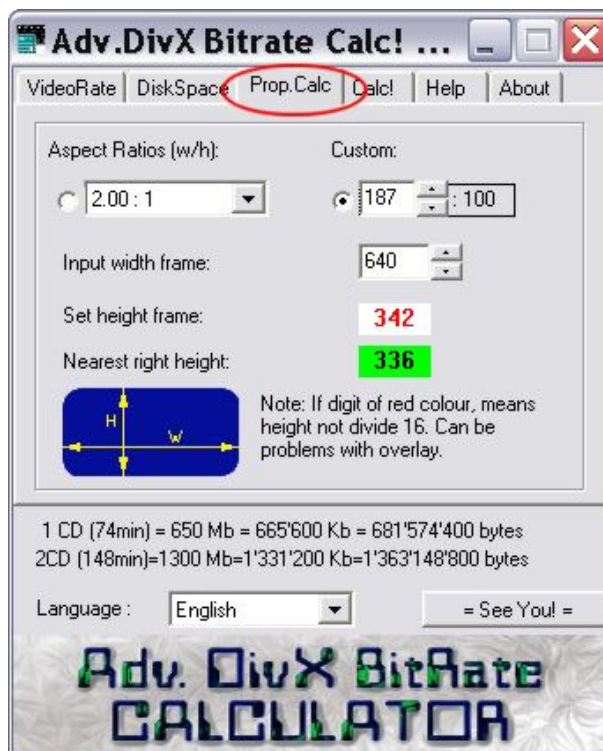 Adv.DivX Bitrate Calc! ...
VideoRate DiskSpace Prop.Calc Calc! Help About
Aspect Ratios (w/h): Custom:
2.00 : 1 187 : 100
Input width frame: 640
Set height frame: 342
Nearest right height: 336
H
W
Note: If digit of red colour, means
height not divide 16. Can be
problems with overlay.
1 CD (74min) = 650 Mb = 665'600 Kb = 681'574'400 bytes
2CD (148min)=1300 Mb=1'331'200 Kb=1'363'148'800 bytes
Language : English = See You! =
Adv. DivX BitRate
CALCULATOR